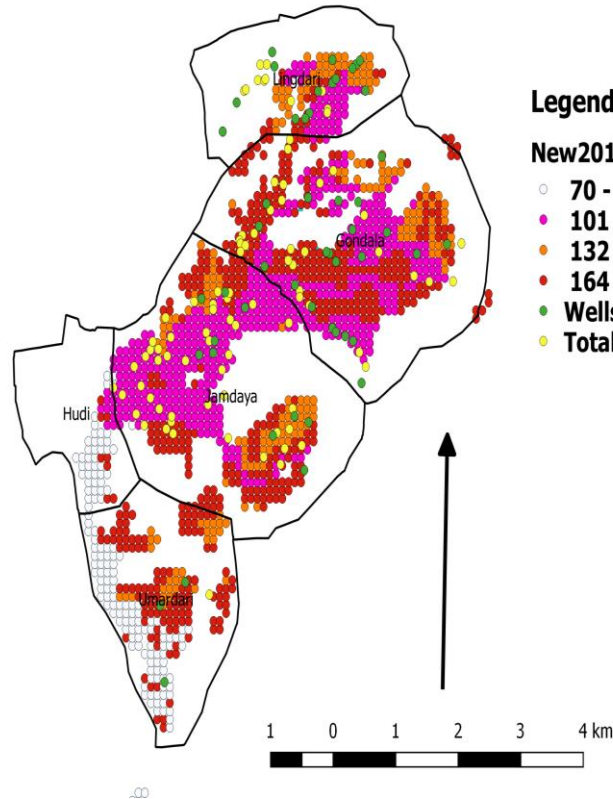 Lingdari
Legend
New201
70 -
101
132
164
Wells
Total
Gondala
Jamdaya
Hudi
Umardari
1 0 1 2 3 4 km